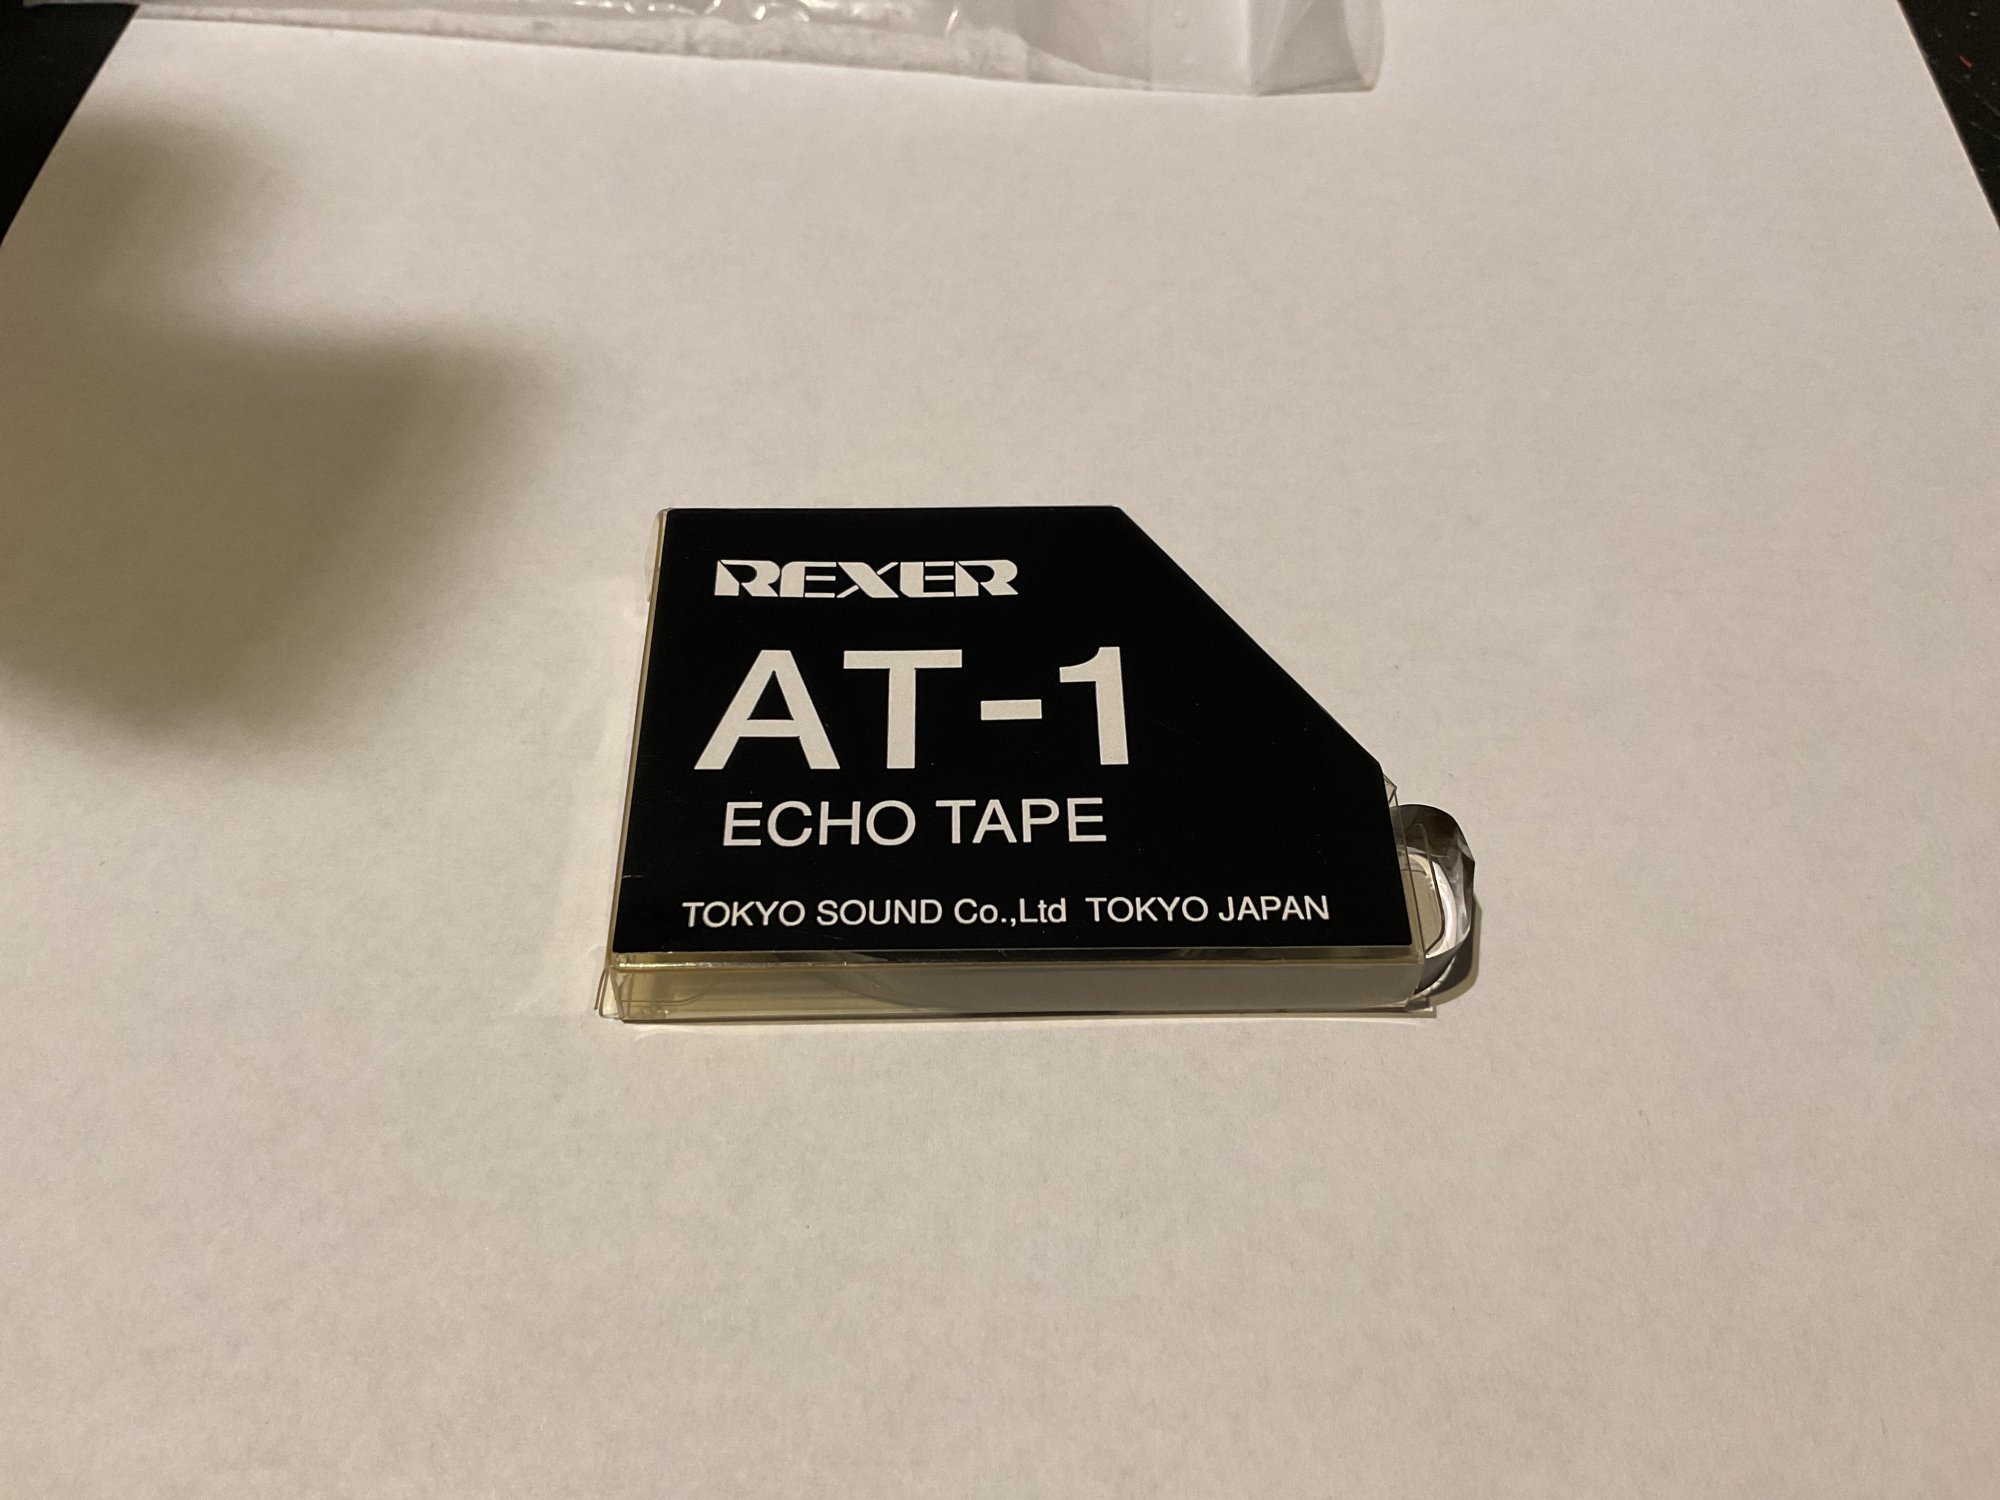 REXER
AT-1
ECHO TAPE
TOKYO SOUND Co.,Ltd TOKYO JAPAN